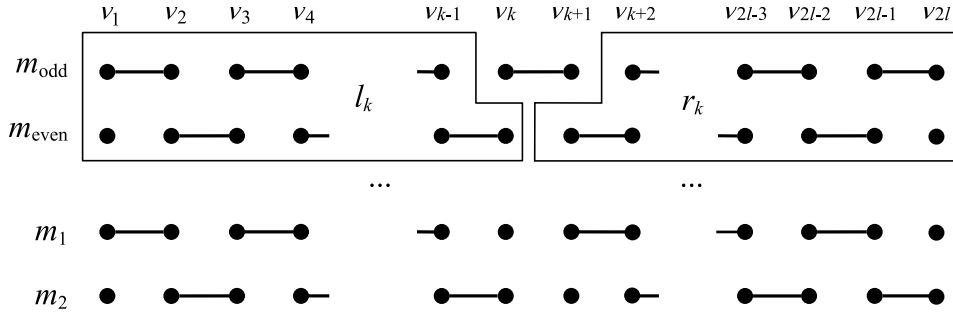 v1 v2 v3 v4 vk-1 vk vk+1 vk+2 v2l-3 v2l-2 v2l-1 v2l
modd
lk rk
meven
... ...
m1
m2